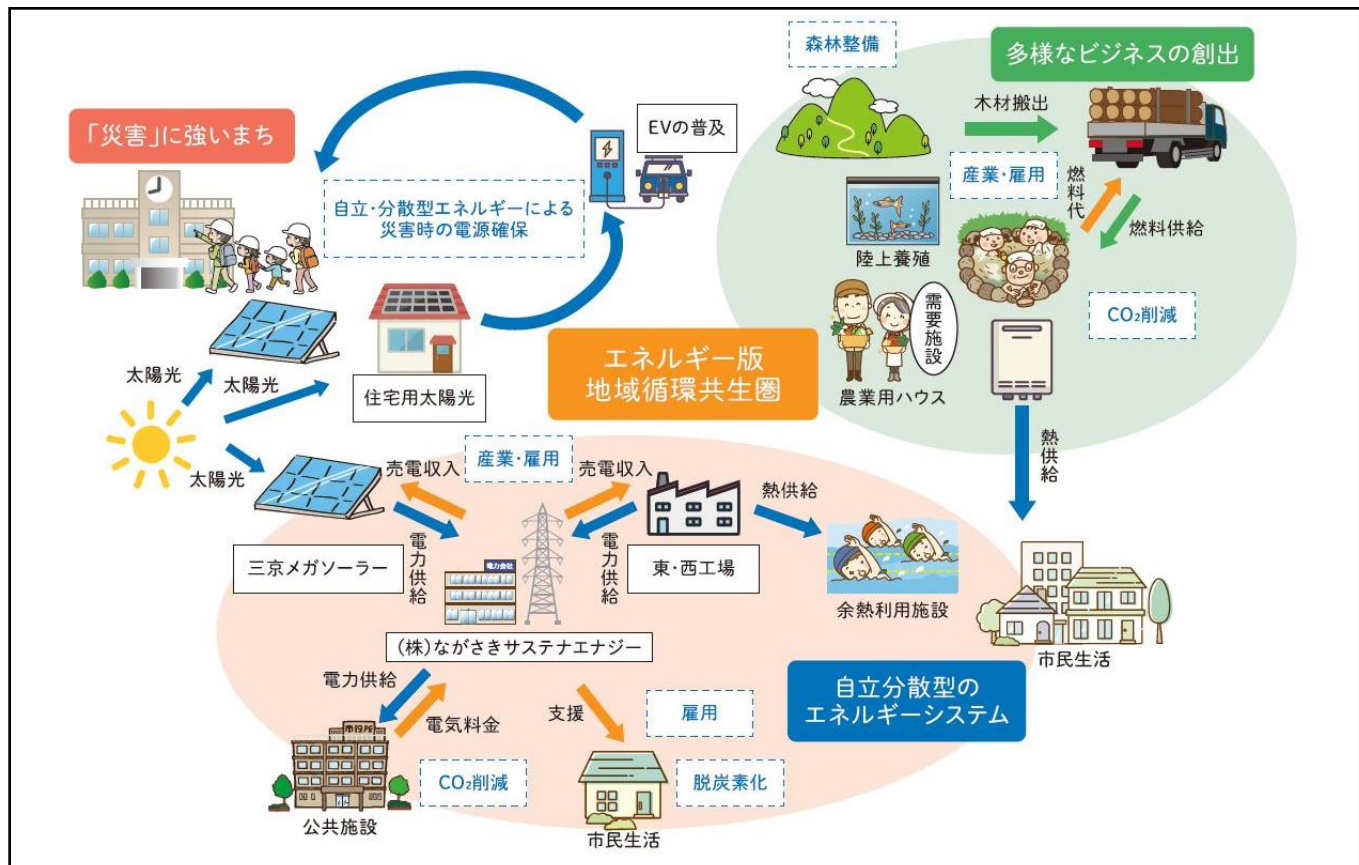 森林整備
多様なビジネスの創出
木材搬出
EVの普及
「災害」に強いまち
産業・雇用
燃料代
燃料供給
自立・分散型エネルギーによる
災害時の電源確保
陸上養殖
CO₂削減
需要施設
農業用ハウス
エネルギー版
地域循環共生圏
太陽光
太陽光
住宅用太陽光
太陽光
熱供給
売電収入
産業・雇用
売電収入
熱供給
電力供給
電力供給
三京メガソーラー
電力会社
東・西工場
余熱利用施設
(株)ながさきサステナエナジー
市民生活
電力供給
電気料金
支援
雇用
自立分散型の
エネルギーシステム
市役所
CO₂削減
脱炭素化
公共施設
市民生活